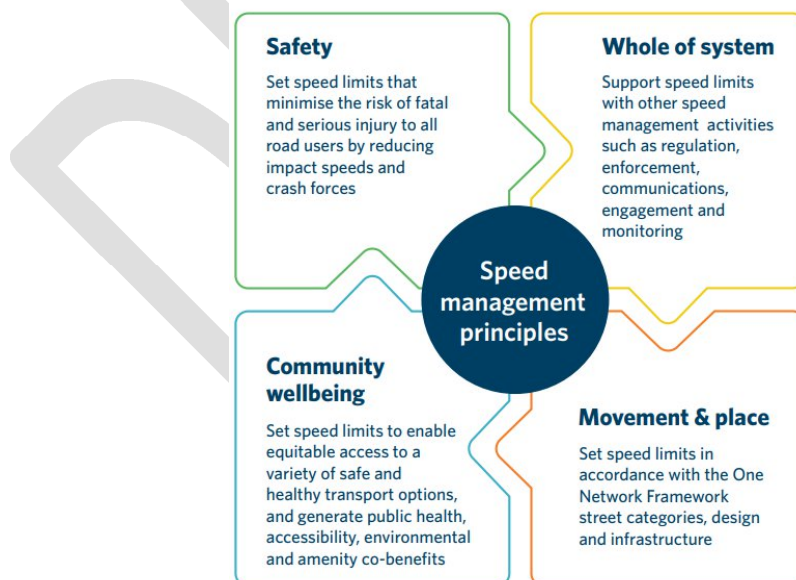 Safety
Set speed limits that
minimise the risk of fatal
and serious injury to all
road users by reducing
impact speeds and
crash forces
Whole of system
Support speed limits
with other speed
management activities
such as regulation,
enforcement,
communications,
engagement and
monitoring
Speed
management
principles
Community
wellbeing
Set speed limits to enable
equitable access to a
variety of safe and
healthy transport options,
and generate public health,
accessibility, environmental
and amenity co-benefits
Movement & place
Set speed limits in
accordance with the One
Network Framework
street categories, design
and infrastructure